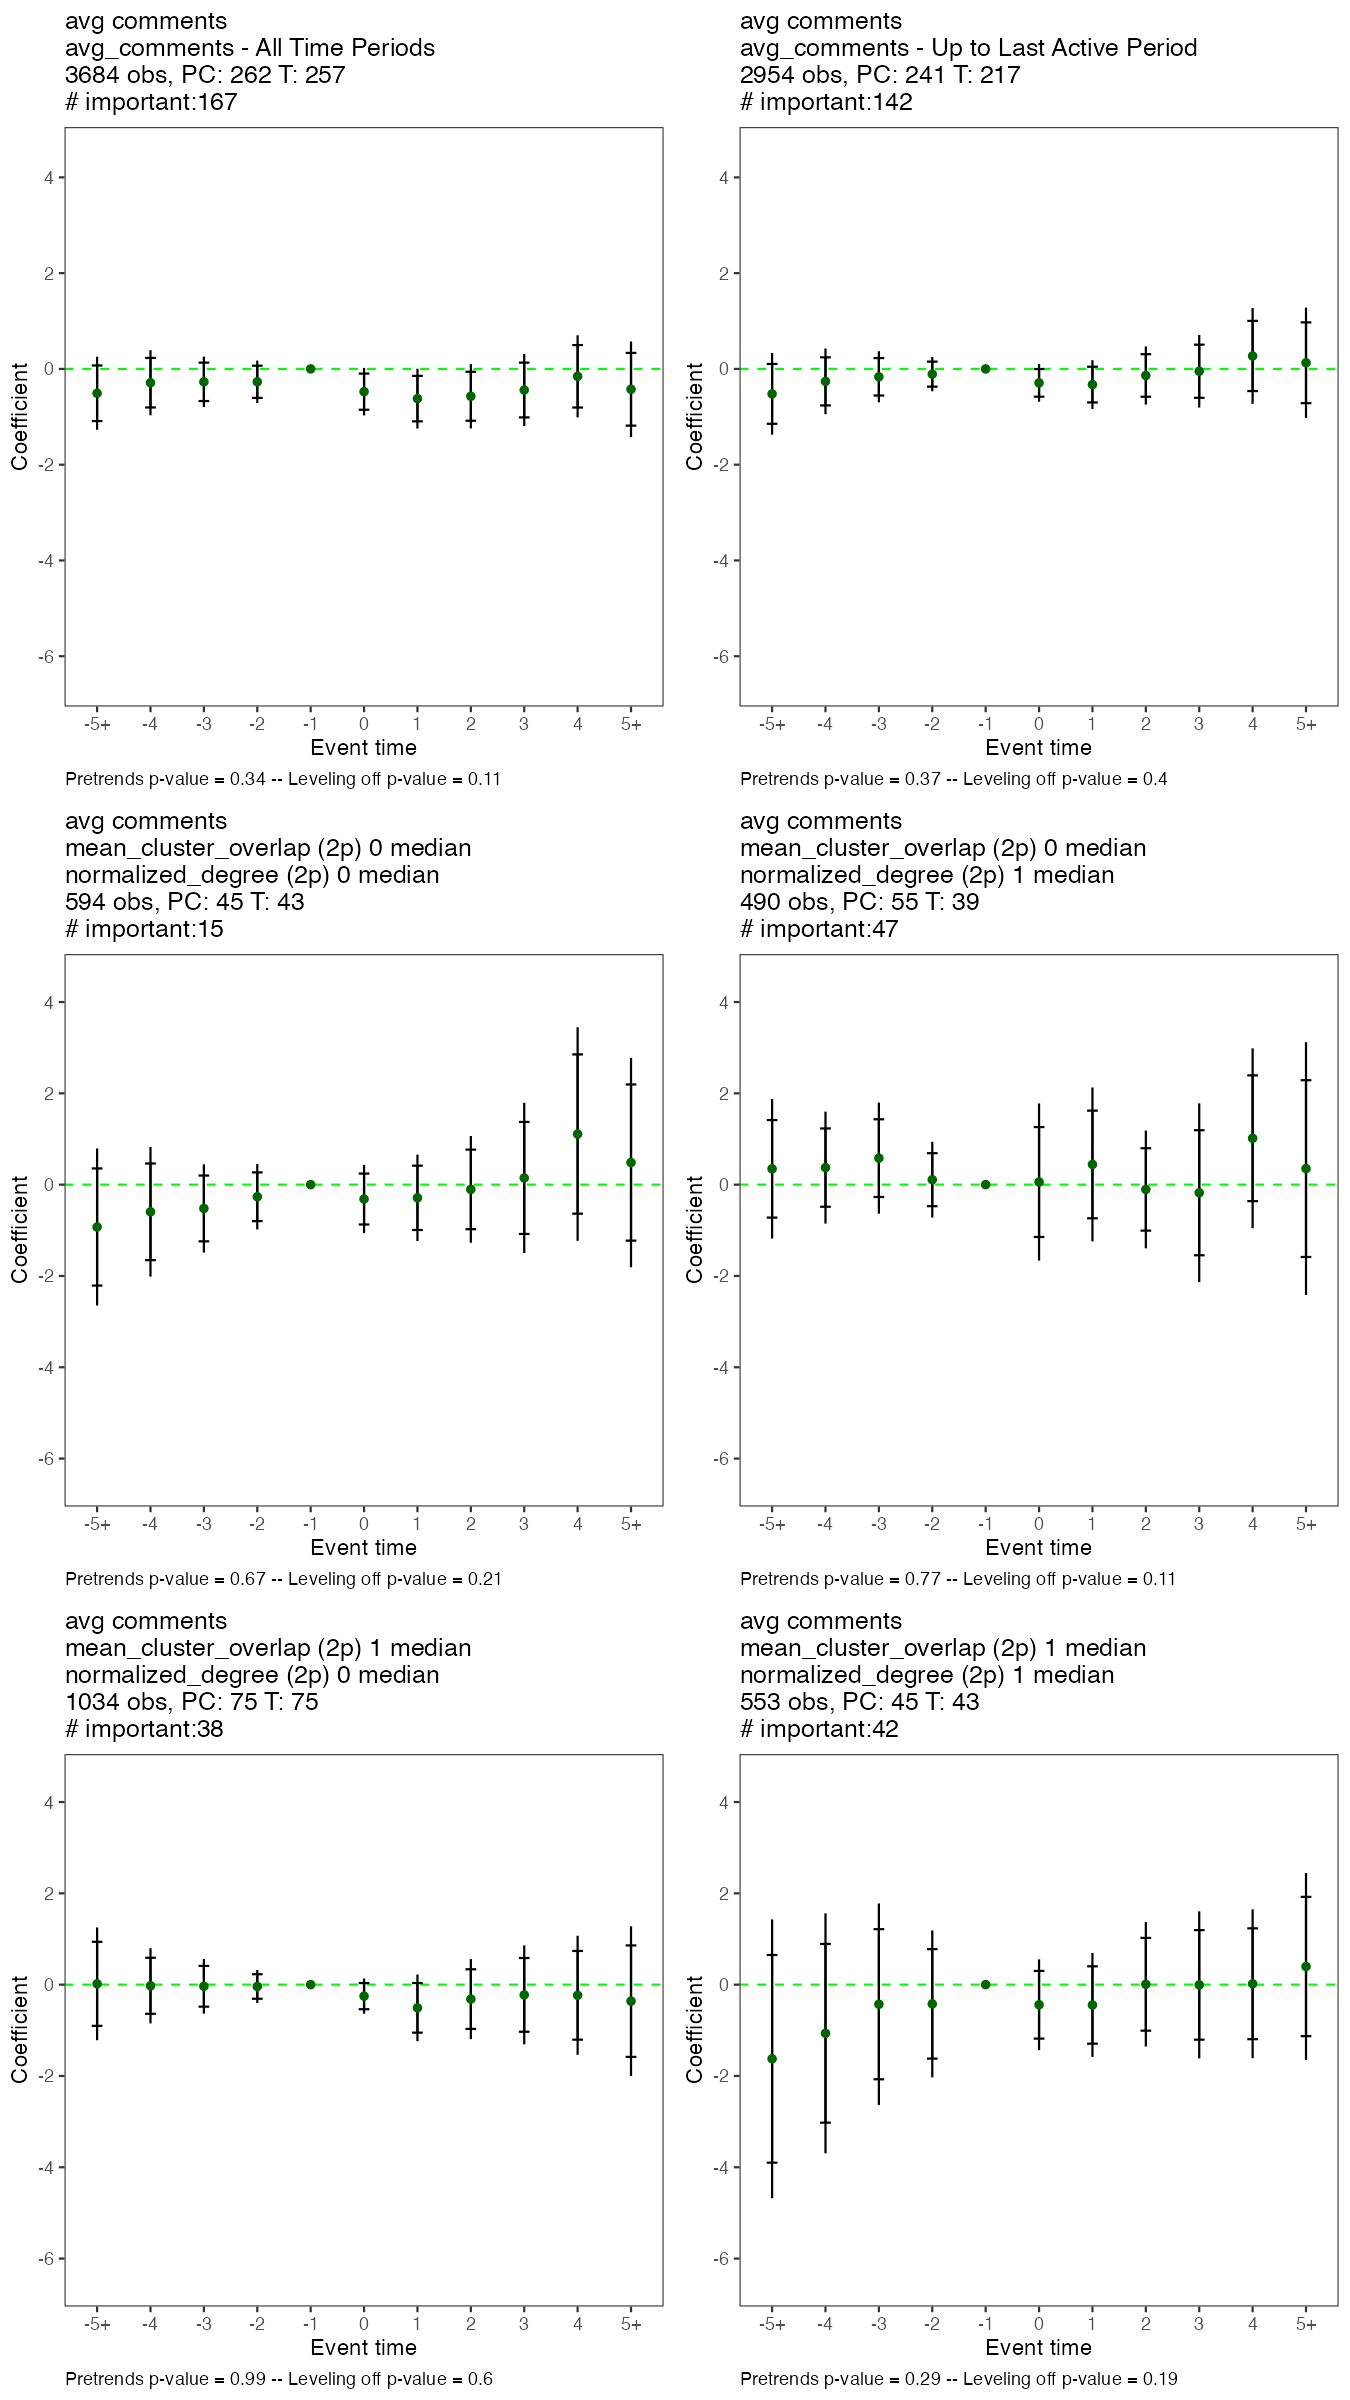 avg comments
avg_comments - All Time Periods
3684 obs, PC: 262 T: 257
# important:167
4
2
0
-2
-4
-6
Coefficient
-5+ -4 -3 -2 -1 0 1 2 3 4 5+
Event time
Pretrends p-value = 0.34 -- Leveling off p-value = 0.11
avg comments
avg_comments - Up to Last Active Period
2954 obs, PC: 241 T: 217
# important:142
4
2
0
-2
-4
-6
Coefficient
-5+ -4 -3 -2 -1 0 1 2 3 4 5+
Event time
Pretrends p-value = 0.37 -- Leveling off p-value = 0.4
avg comments
mean_cluster_overlap (2p) 0 median
normalized_degree (2p) 0 median
594 obs, PC: 45 T: 43
# important:15
4
2
0
-2
-4
-6
Coefficient
-5+ -4 -3 -2 -1 0 1 2 3 4 5+
Event time
Pretrends p-value = 0.67 -- Leveling off p-value = 0.21
avg comments
mean_cluster_overlap (2p) 0 median
normalized_degree (2p) 1 median
490 obs, PC: 55 T: 39
# important:47
4
2
0
-2
-4
-6
Coefficient
-5+ -4 -3 -2 -1 0 1 2 3 4 5+
Event time
Pretrends p-value = 0.77 -- Leveling off p-value = 0.11
avg comments
mean_cluster_overlap (2p) 1 median
normalized_degree (2p) 0 median
1034 obs, PC: 75 T: 75
# important:38
4
2
0
-2
-4
-6
Coefficient
-5+ -4 -3 -2 -1 0 1 2 3 4 5+
Event time
Pretrends p-value = 0.99 -- Leveling off p-value = 0.6
avg comments
mean_cluster_overlap (2p) 1 median
normalized_degree (2p) 1 median
553 obs, PC: 45 T: 43
# important:42
4
2
0
-2
-4
-6
Coefficient
-5+ -4 -3 -2 -1 0 1 2 3 4 5+
Event time
Pretrends p-value = 0.29 -- Leveling off p-value = 0.19